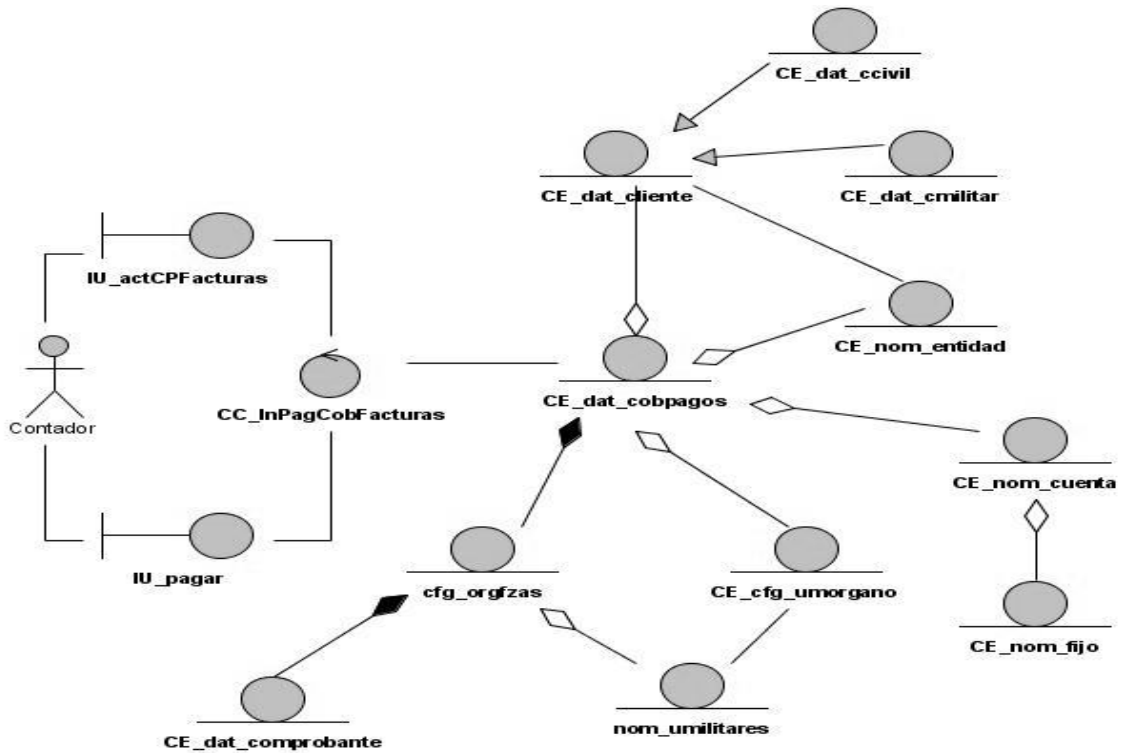 CE_dat_ccivil
CE_dat_cliente
CE_dat_cmilitar
IU_actCPFacturas
CE_nom_entidad
CC_InPagCobFacturas
CE_dat_cobpagos
Contador
CE_nom_cuenta
IU_pagar
cfg_orgfzas
CE_cfg_umorgano
CE_nom_fijo
CE_dat_comprobante
nom_umilitares